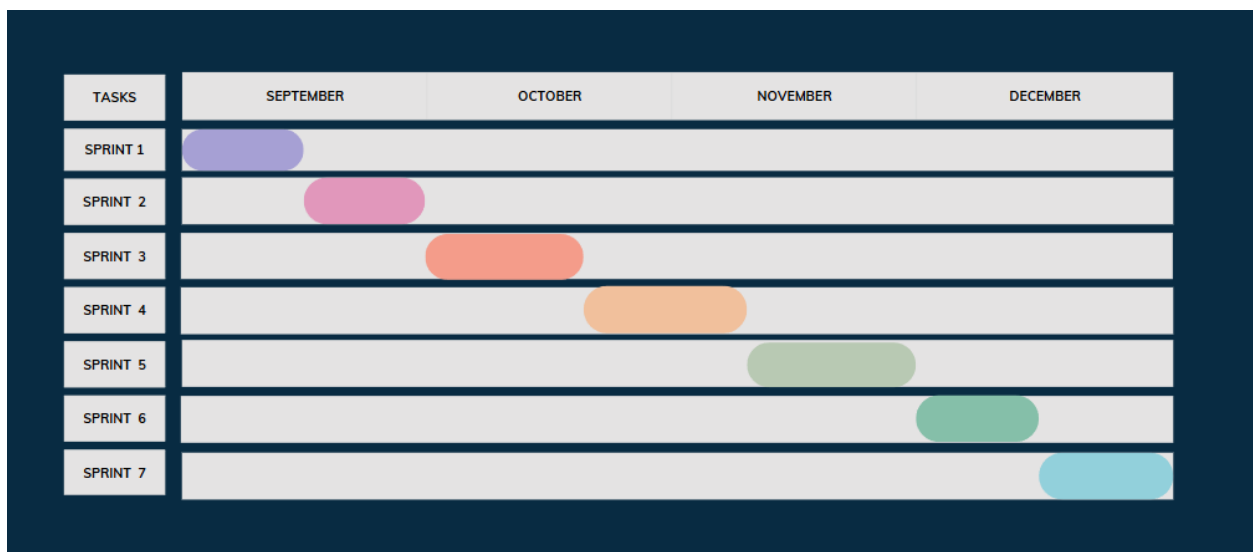 TASKS SEPTEMBER OCTOBER NOVEMBER DECEMBER
SPRINT 1
SPRINT 2
SPRINT 3
SPRINT 4
SPRINT 5
SPRINT 6
SPRINT 7